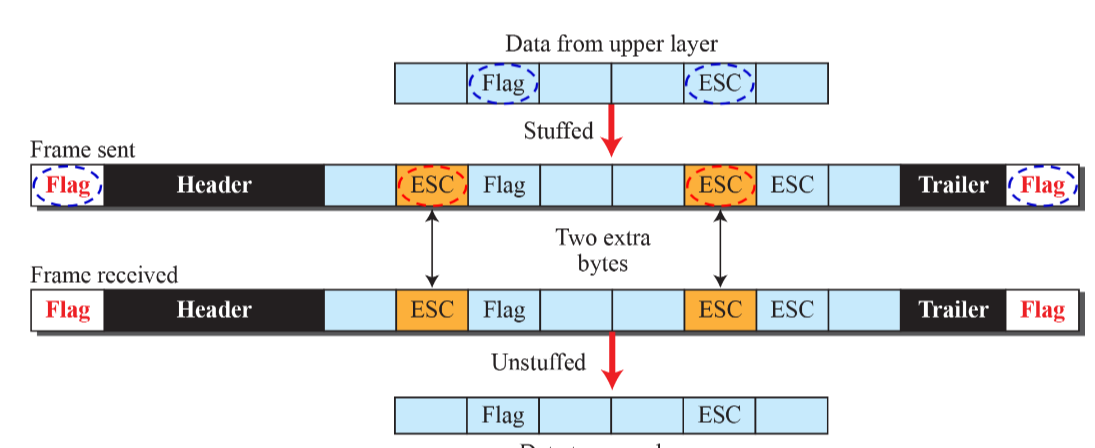 Data from upper layer
Flag ESC
Stuffed
Frame sent
Flag Header ESC Flag ESC ESC Trailer Flag
Two extra
bytes
Frame received
Flag Header ESC Flag ESC ESC Trailer Flag
Unstuffed
Flag ESC